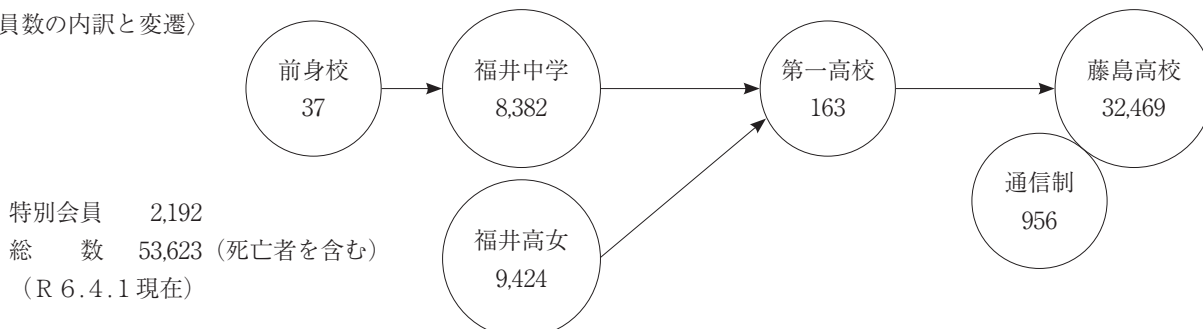 員数の内訳と変遷〉
前身校
37
福井中学
8,382
第一高校
163
藤島高校
32,469
通信制
956
福井高女
9,424
特別会員 2,192
総 数 53,623（死亡者を含む）
（R 6.4.1現在）